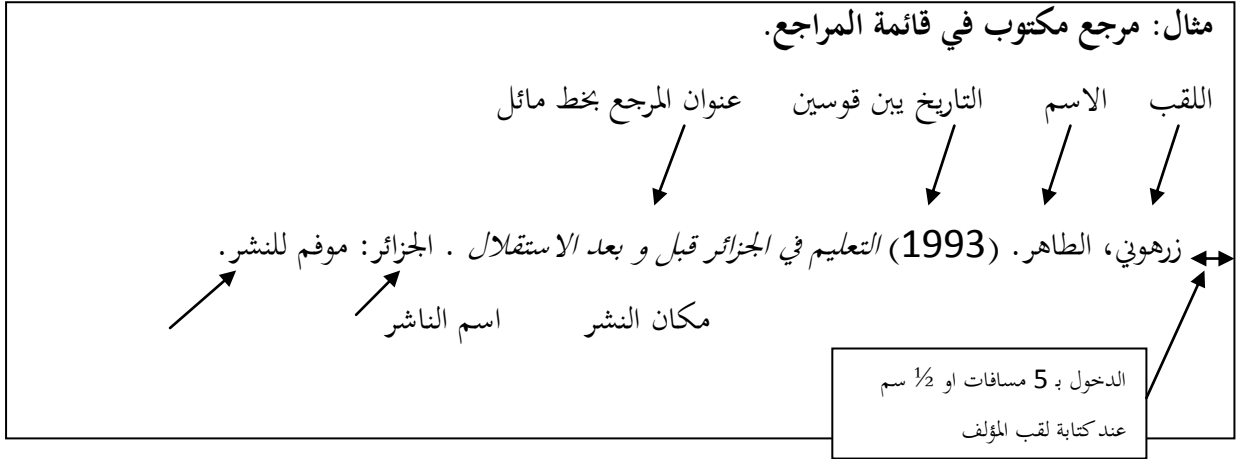 مثال: مرجع مكتوب في قائمة المراجع.
اللقب الاسم التاريخ يبن قوسين عنوان المرجع بخط مائل
زرهوني، الطاهر. (1993) التعليم في الجزائر قبل و بعد الاستقلال . الجزائر: موفم للنشر.
مكان النشر اسم الناشر
الدخول بـ 5 مسافات او ½ سم
عند كتابة لقب المؤلف